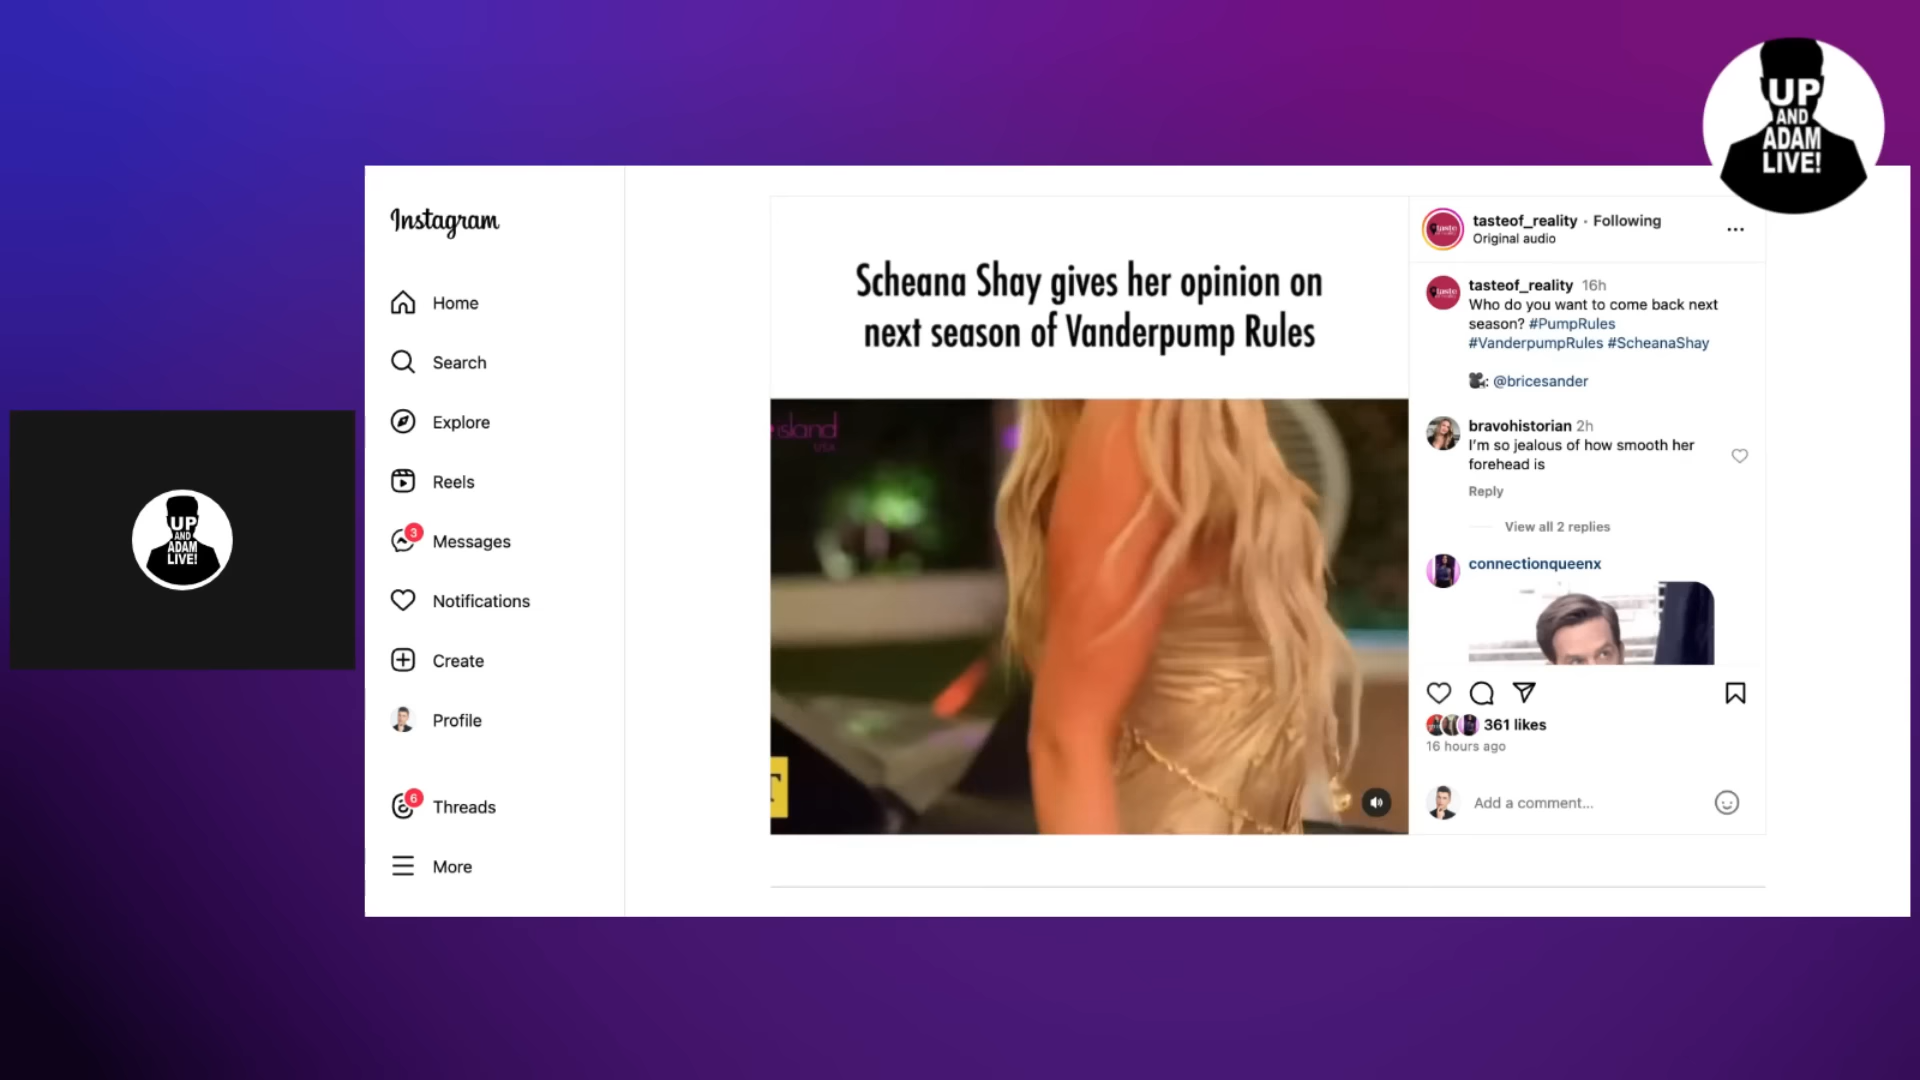 UP
AND
ADAM
LIVE!
Instagram
Home
Search
Explore
Reels
3
Messages
Notifications
Create
Profile
6
Threads
More
UP
AND
ADAM
LIVE!
Scheana Shay gives her opinion on
next season of Vanderpump Rules
island
USA
T
tasteof_reality · Following
Original audio
tasteof_reality 16h
Who do you want to come back next
season? #PumpRules
#VanderpumpRules #ScheanaShay
: @bricesander
bravohistorian 2h
I'm so jealous of how smooth her
forehead is
Reply
View all 2 replies
connectionqueenx
361 likes
16 hours ago
Add a comment...